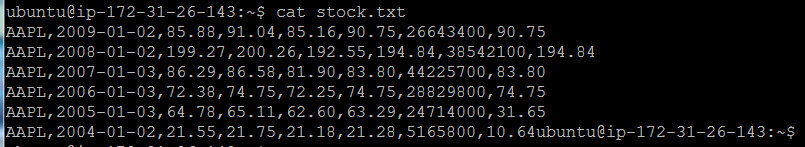 ubuntu@ip-172-31-26-143:~$ cat stock.txt
AAPL,2009-01-02,85.88,91.04,85.16,90.75,26643400,90.75
AAPL,2008-01-02,199.27,200.26,192.55,194.84,38542100,194.84
AAPL,2007-01-03,86.29,86.58,81.90,83.80,44225700,83.80
AAPL,2006-01-03,72.38,74.75,72.25,74.75,28829800,74.75
AAPL,2005-01-03,64.78,65.11,62.60,63.29,24714000,31.65
AAPL,2004-01-02,21.55,21.75,21.18,21.28,5165800,10.64ubuntu@ip-172-31-26-143:~$